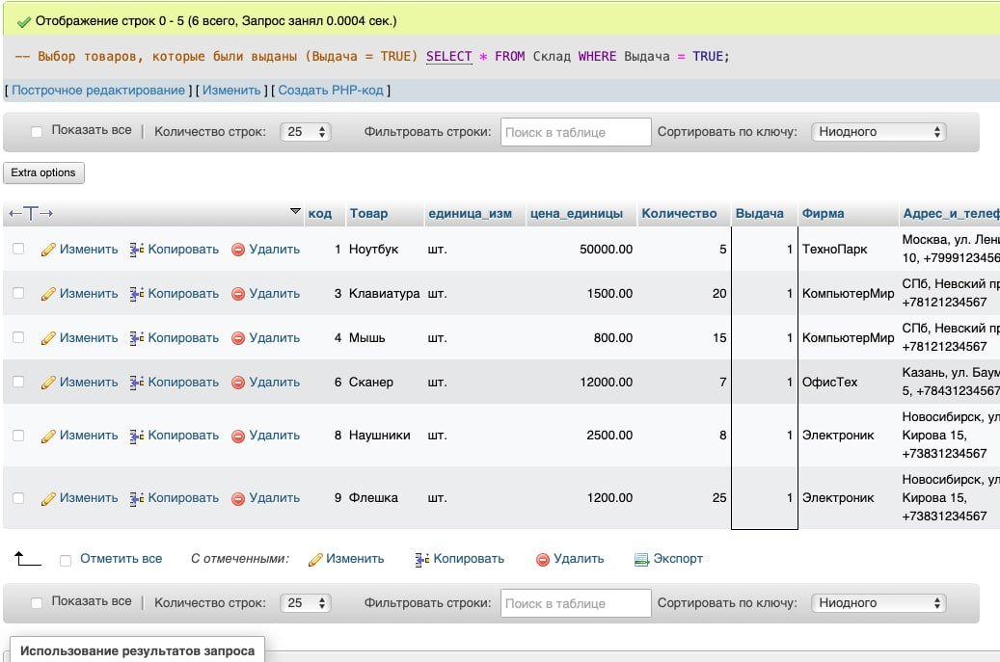 Отображение строк 0 - 5 (6 всего, Запрос занял 0.0004 сек.)
-- Выбор товаров, которые были выданы (Выдача = TRUE) SELECT * FROM Склад WHERE Выдача = TRUE;
[ Построчное редактирование ] [ Изменить ] [ Создать PHP-код ]
Показать все | Количество строк: 25 Фильтровать строки: Поиск в таблице Сортировать по ключу: Ниодного
Extra options
←T→ код Товар единица_изм цена_единицы Количество Выдача Фирма Адрес_и_телеф
Изменить Копировать Удалить 1 Ноутбук шт. 50000.00 5 1 ТехноПарк Москва, ул. Лени
10, +7999123456
Изменить Копировать Удалить 3 Клавиатура шт. 1500.00 20 1 КомпьютерМир СПб, Невский пр
+78121234567
Изменить Копировать Удалить 4 Мышь шт. 800.00 15 1 КомпьютерМир СПб, Невский пр
+78121234567
Изменить Копировать Удалить 6 Сканер шт. 12000.00 7 1 ОфисТех Казань, ул. Баум
5, +78431234567
Изменить Копировать Удалить 8 Наушники шт. 2500.00 8 1 Электроник Новосибирск, ул
Кирова 15,
+73831234567
Изменить Копировать Удалить 9 Флешка шт. 1200.00 25 1 Электроник Новосибирск, ул
Кирова 15,
+73831234567
Отметить все С отмеченными: Изменить Копировать Удалить Экспорт
Показать все | Количество строк: 25 Фильтровать строки: Поиск в таблице Сортировать по ключу: Ниодного
Использование результатов запроса